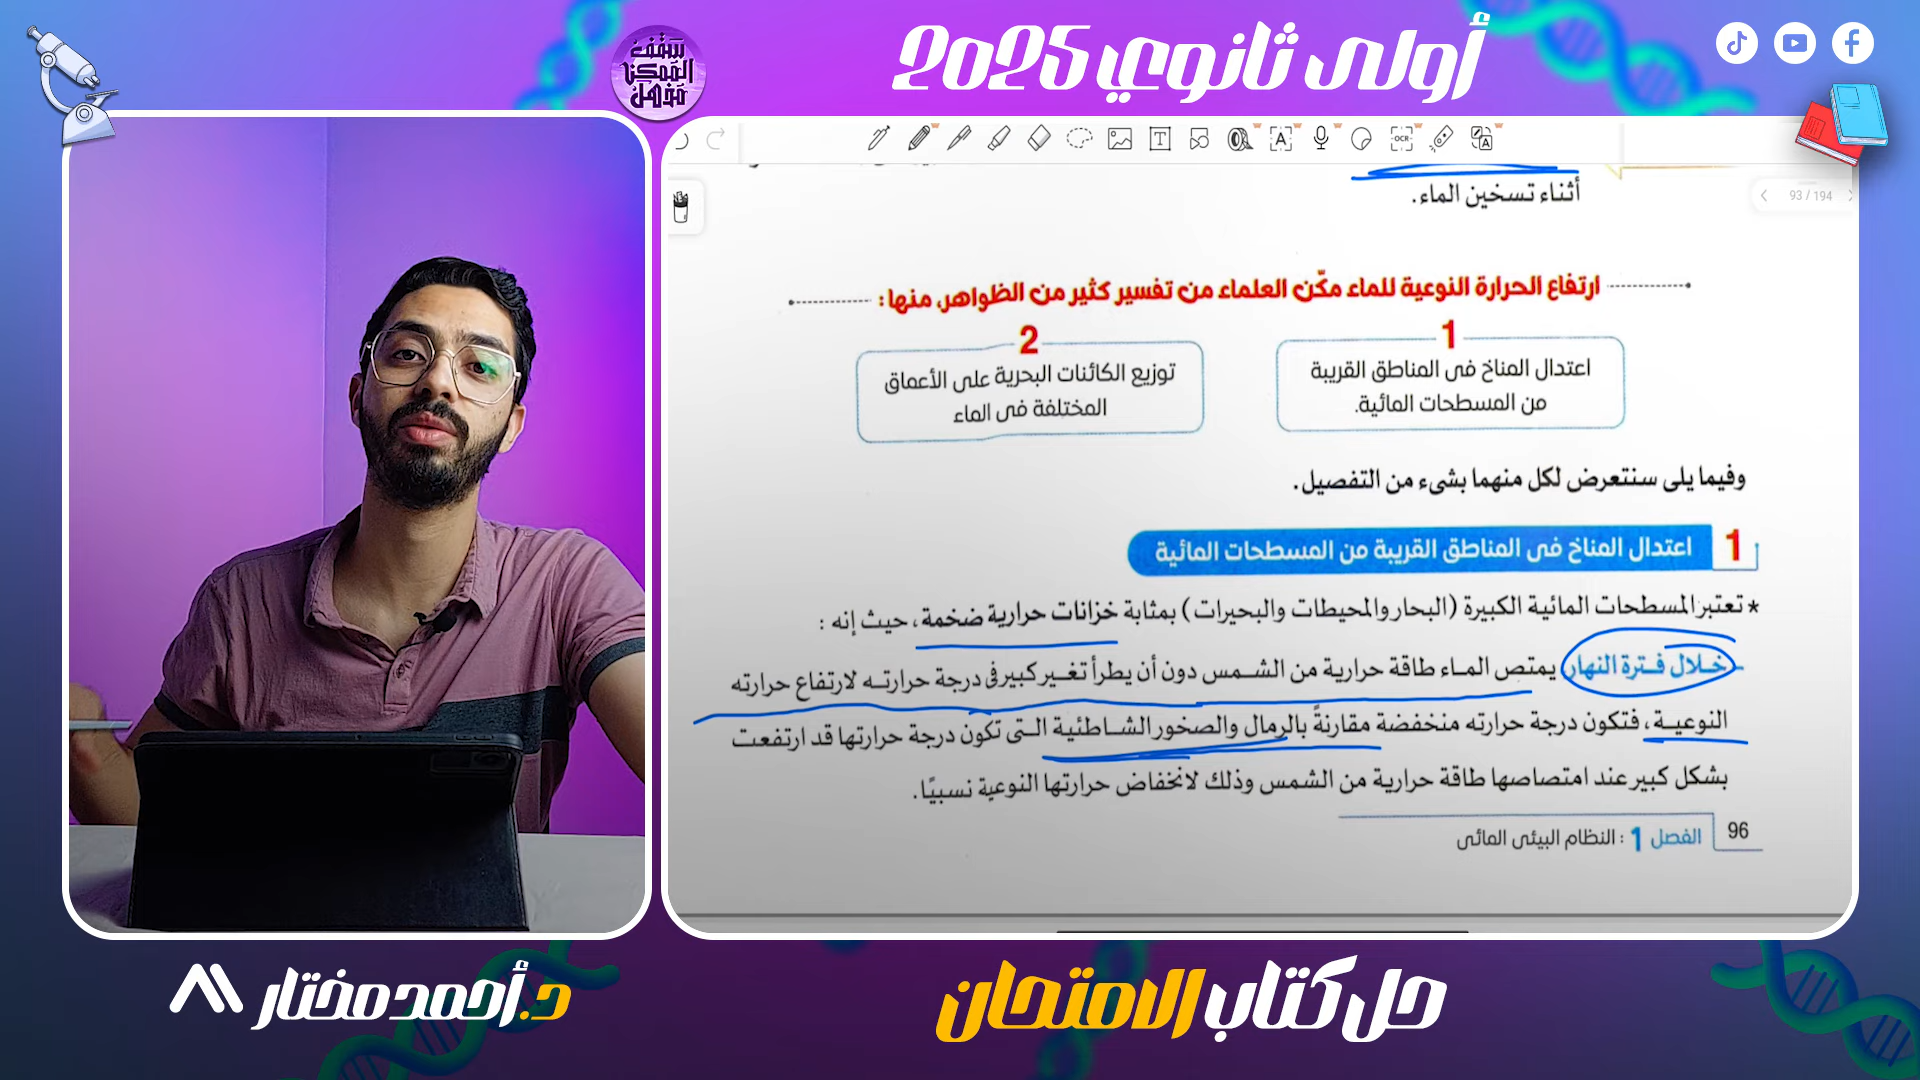 أولى ثانوي 2025
سقف
الممكن
مذهل
93 / 194
أثناء تسخين الماء.
ارتفاع الحرارة النوعية للماء مكّن العلماء من تفسير كثير من الظواهر، منها :
1
اعتدال المناخ فى المناطق القريبة
من المسطحات المائية.
2
توزيع الكائنات البحرية على الأعماق
المختلفة فى الماء
وفيما يلى سنتعرض لكل منهما بشىء من التفصيل.
1 اعتدال المناخ فى المناطق القريبة من المسطحات المائية
* تعتبر المسطحات المائية الكبيرة (البحار والمحيطات والبحيرات) بمثابة خزانات حرارية ضخمة، حيث إنه :
- خلال فترة النهار يمتص الماء طاقة حرارية من الشمس دون أن يطرأ تغير كبير فى درجة حرارته لارتفاع حرارته
النوعية، فتكون درجة حرارته منخفضة مقارنةً بالرمال والصخور الشاطئية التى تكون درجة حرارتها قد ارتفعت
بشكل كبير عند امتصاصها طاقة حرارية من الشمس وذلك لانخفاض حرارتها النوعية نسبيًا.
96
الفصل 1 : النظام البيئى المائى
حل كتاب الامتحان
د.أحمد مختار